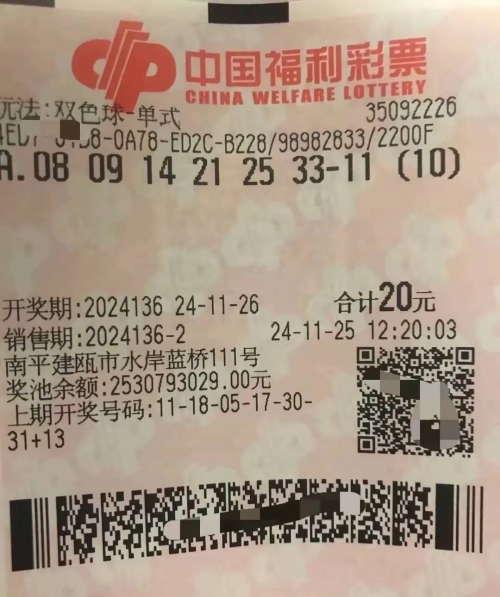 中国福利彩票
CHINA WELFARE LOTTERY
玩法:双色球-单式
35092226
-0A78-ED2C-B228/98982833/2200F
A.08 09 14 21 25 33-11 (10)
开奖期:2024136 24-11-26 合计20元
销售期:2024136-2 24-11-25 12:20:03
南平建瓯市水岸蓝桥111号
奖池余额:2530793029.00元
上期开奖号码:11-18-05-17-30-
31+13